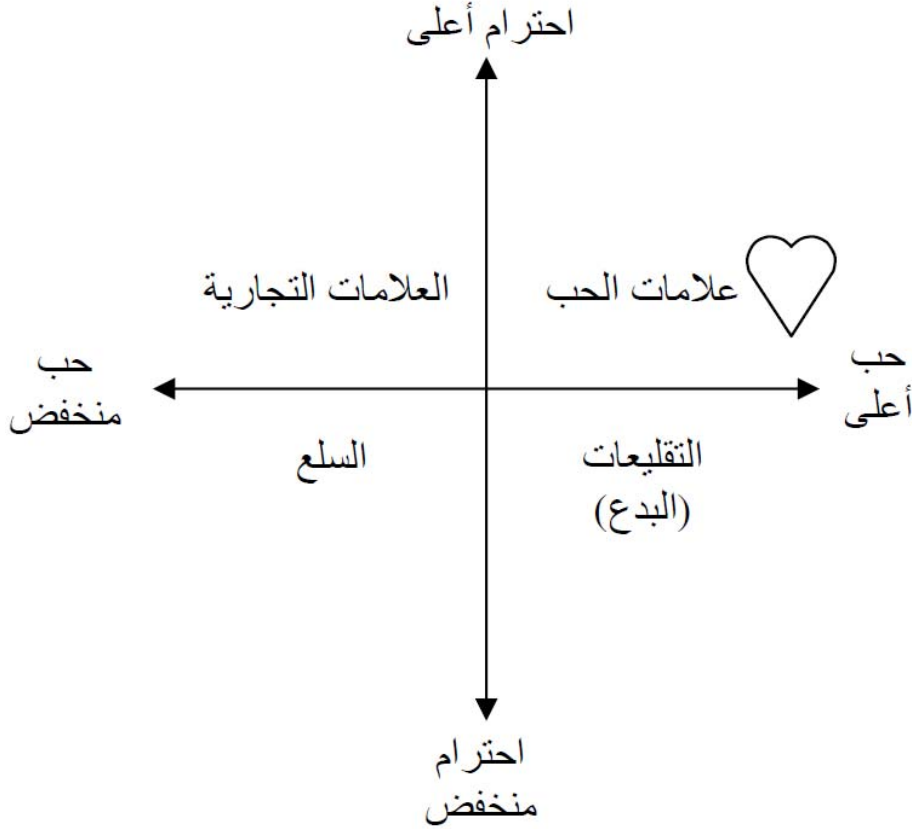 احترام أعلى
علامات الحب
العلامات التجارية
حب
أعلى
حب
منخفض
التقليعات
(البدع)
السلع
احترام
منخفض